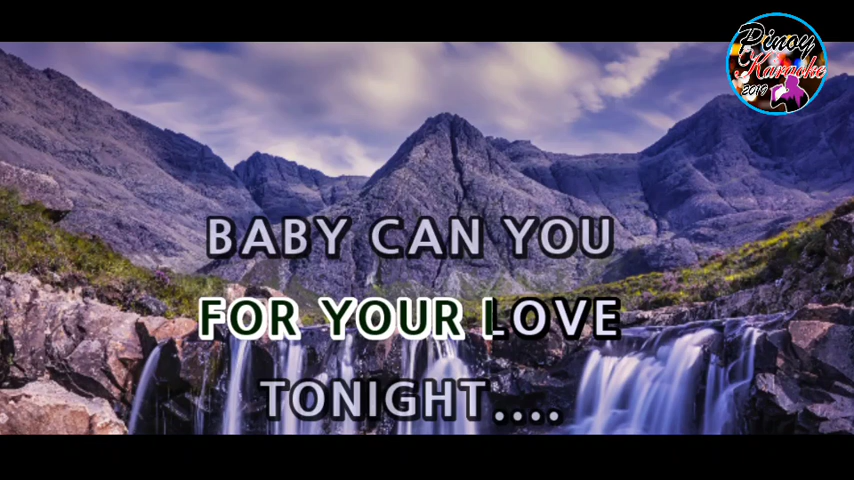 Pinoy
Karaoke
2019
BABY CAN YOU
FOR YOUR LOVE
TONIGHT....